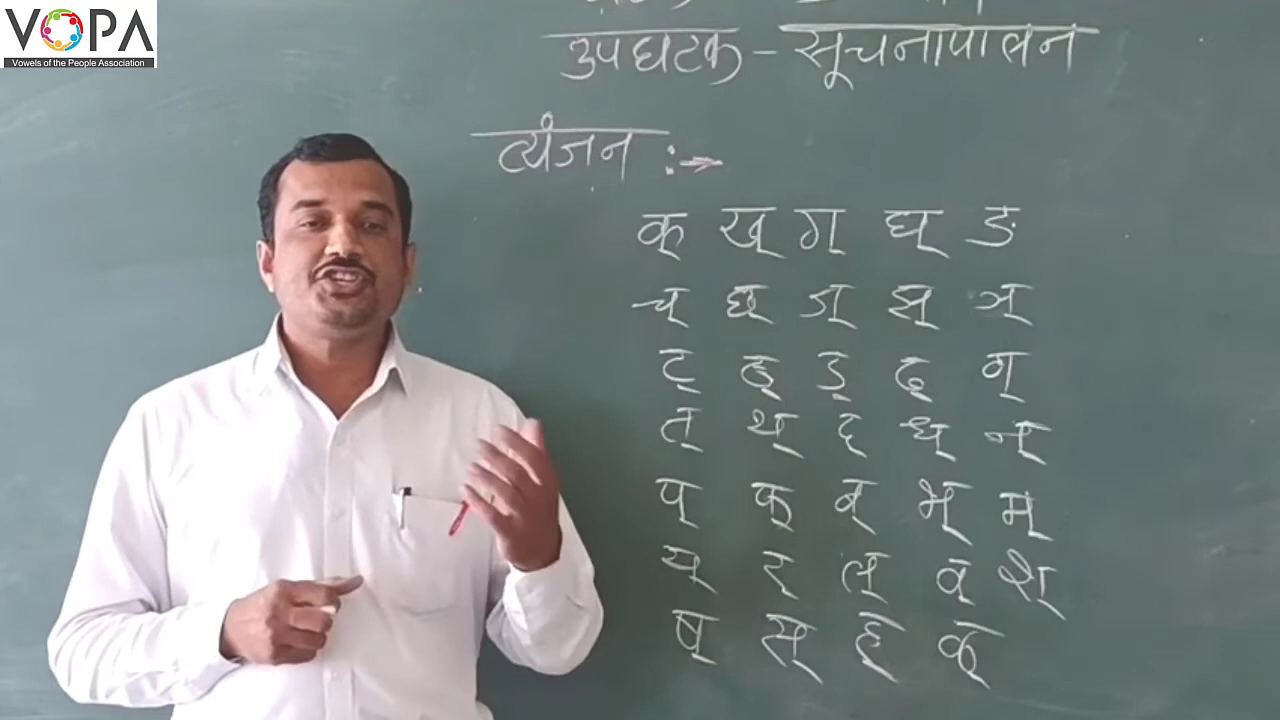 VOPA
Vowels of the People Association
उपघटक - सूचनापालन
व्यंजन :→
क् ख् ग् घ् ङ
च् छ् ज् झ् ञ्
ट् ठ् ड् ढ् ण्
त् थ् द् ध् न्
प् फ् ब् भ् म्
य् र् ल् व् श्
ष् स् ह् ळ्